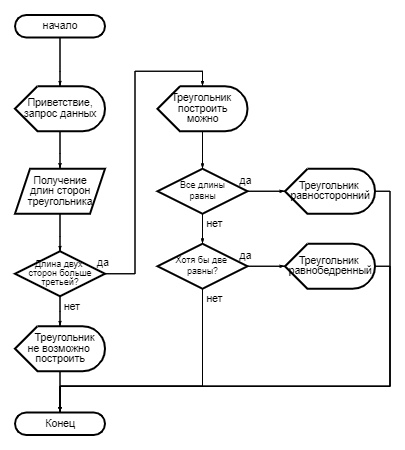 начало
Приветствие,
запрос данных
Получение
длин сторон
треугольника
Длина двух
сторон больше
третьей?
да
нет
Треугольник
не возможно
построить
Треугольник
построить
можно
Все длины
равны
да
Треугольник
равносторонний
нет
Хотя бы две
равны?
да
Треугольник
равнобедренный
нет
Конец